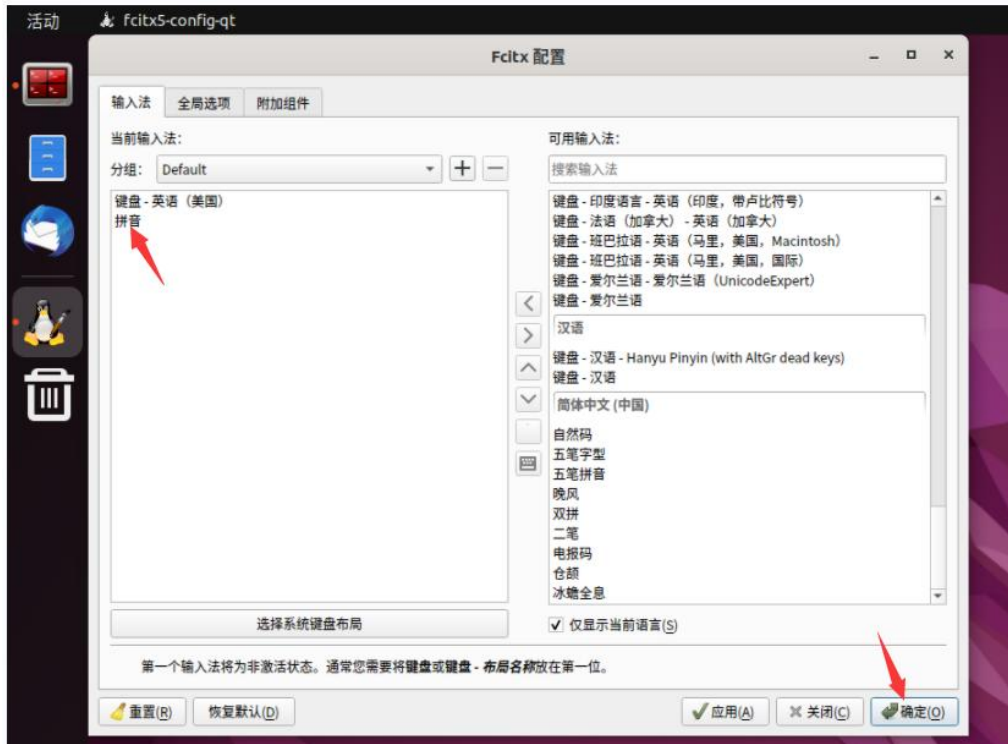 活动 fcitx5-config-qt
Fcitx 配置
输入法 全局选项 附加组件
当前输入法:
可用输入法:
分组: Default
搜索输入法
键盘 - 英语（美国）
拼音
键盘 - 印度语言 - 英语（印度，带卢比符号）
键盘 - 法语（加拿大） - 英语（加拿大）
键盘 - 班巴拉语 - 英语（马里，美国，Macintosh）
键盘 - 班巴拉语 - 英语（马里，美国，国际）
键盘 - 爱尔兰语 - 爱尔兰语（UnicodeExpert）
键盘 - 爱尔兰语
汉语
键盘 - 汉语 - Hanyu Pinyin (with AltGr dead keys)
键盘 - 汉语
简体中文 (中国)
自然码
五笔字型
五笔拼音
晚风
双拼
二笔
电报码
仓颉
冰蟾全息
选择系统键盘布局
仅显示当前语言(S)
第一个输入法将为非激活状态。通常您需要将键盘或键盘 - 布局名称放在第一位。
重置(R) 恢复默认(D) 应用(A) 关闭(C) 确定(O)